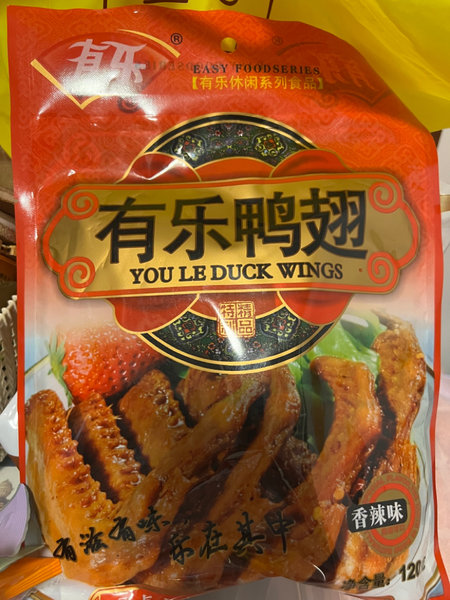 有乐®
®
EASY FOODSERIES
【有乐休闲系列食品】
有乐鸭翅
YOU LE DUCK WINGS
精品
特制
有滋有味 乐在其中
香辣味
净含量: 120